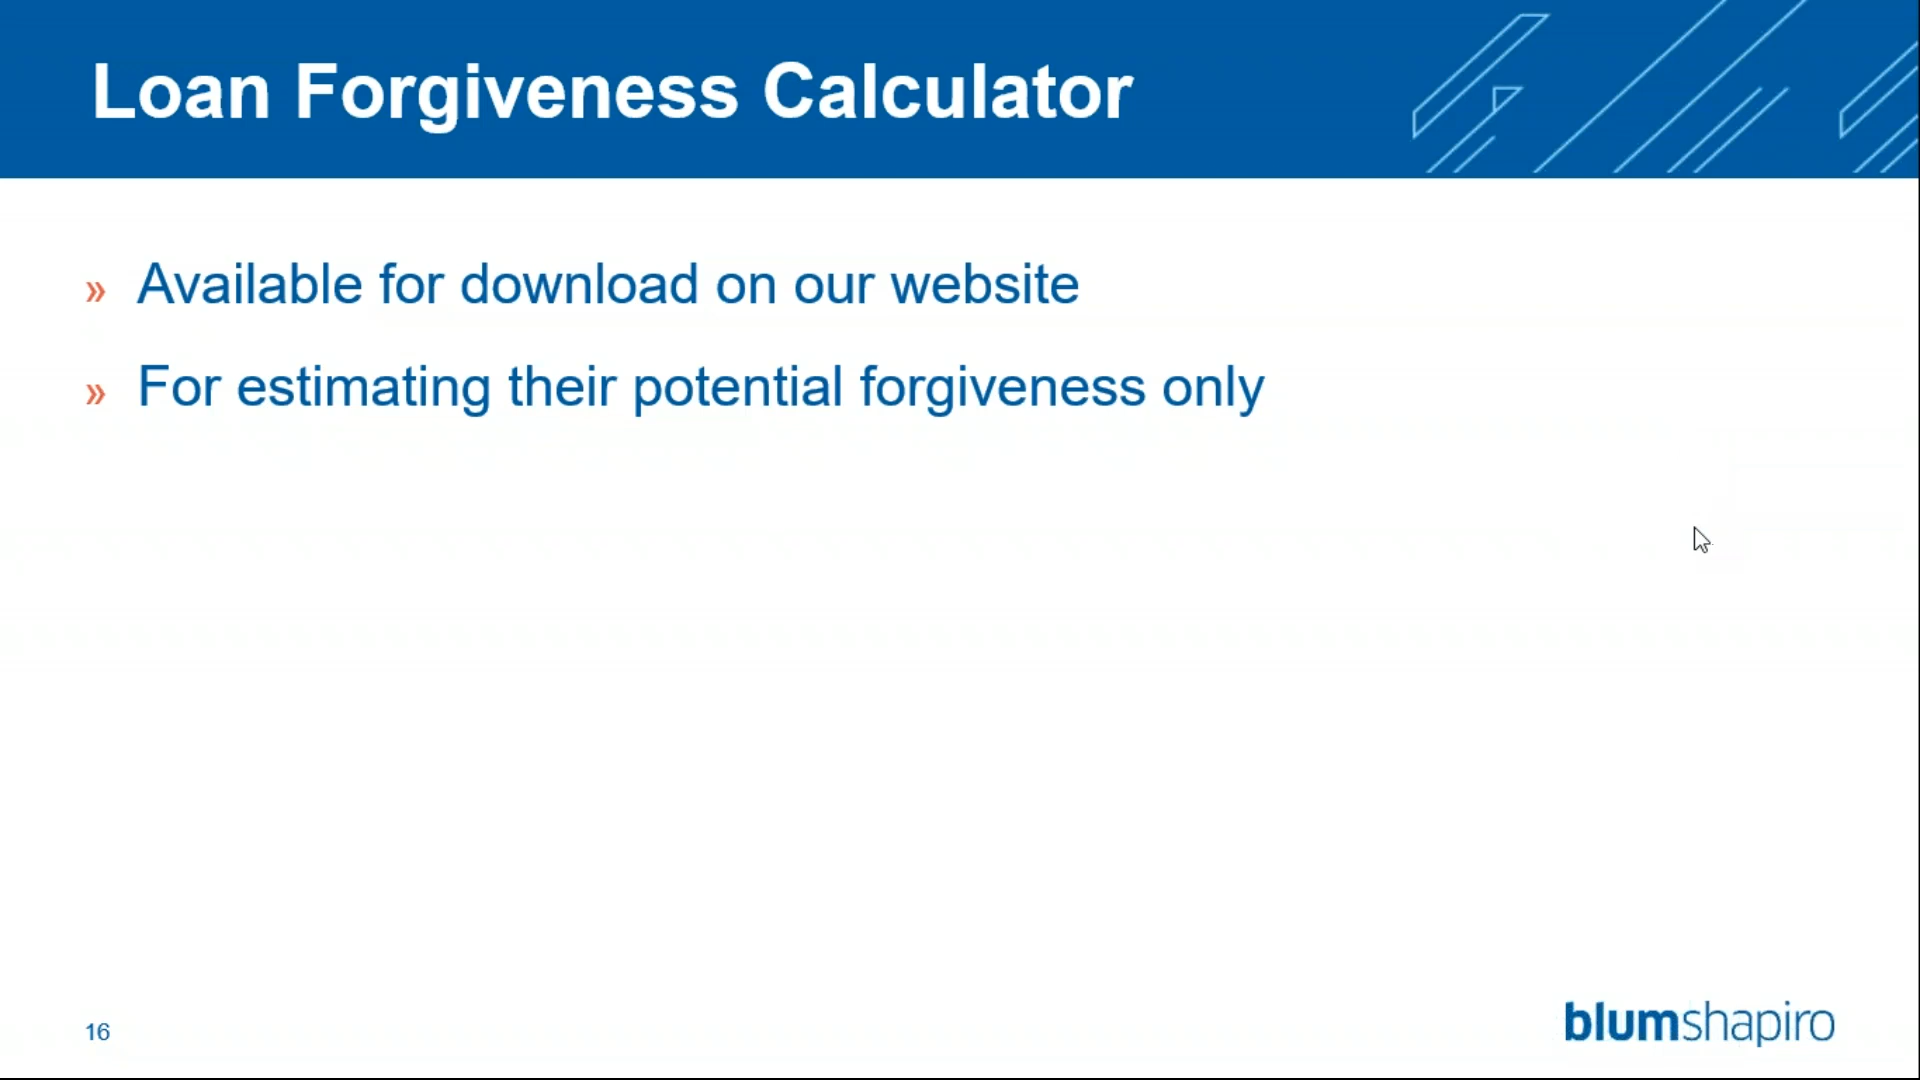 Loan Forgiveness Calculator
» Available for download on our website
» For estimating their potential forgiveness only
16
blumshapiro